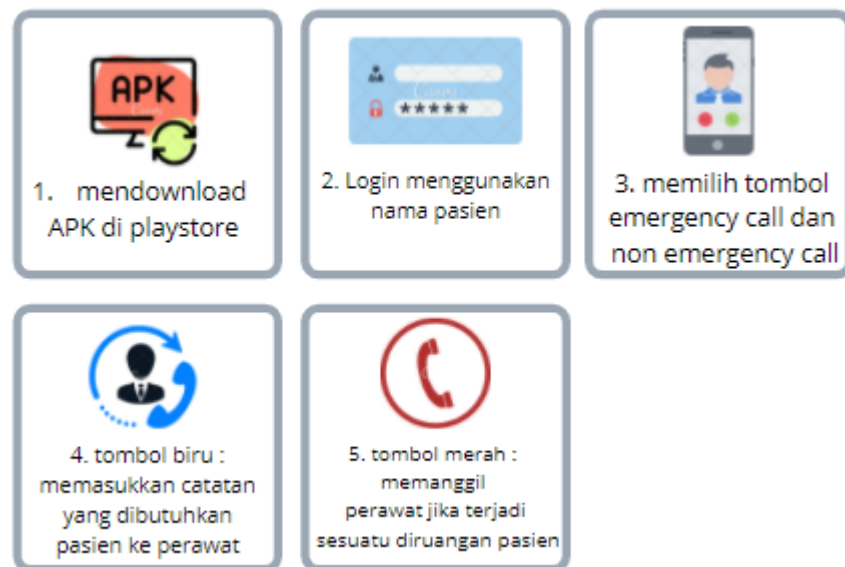 APK
1. mendownload
APK di playstore
Canva
*****
2. Login menggunakan
nama pasien
3. memilih tombol
emergency call dan
non emergency call
4. tombol biru :
memasukkan catatan
yang dibutuhkan
pasien ke perawat
5. tombol merah :
memanggil
perawat jika terjadi
sesuatu diruangan pasien